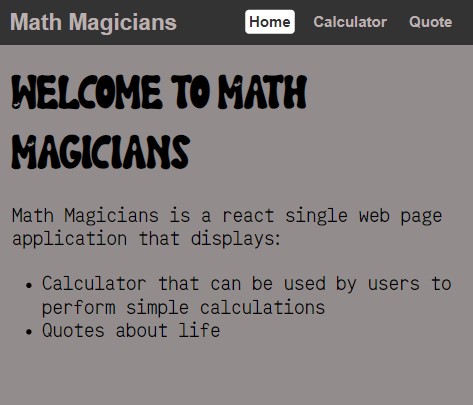 Math Magicians Home Calculator Quote
WELCOME TO MATH
MAGICIANS
Math Magicians is a react single web page
application that displays:
• Calculator that can be used by users to
perform simple calculations
• Quotes about life